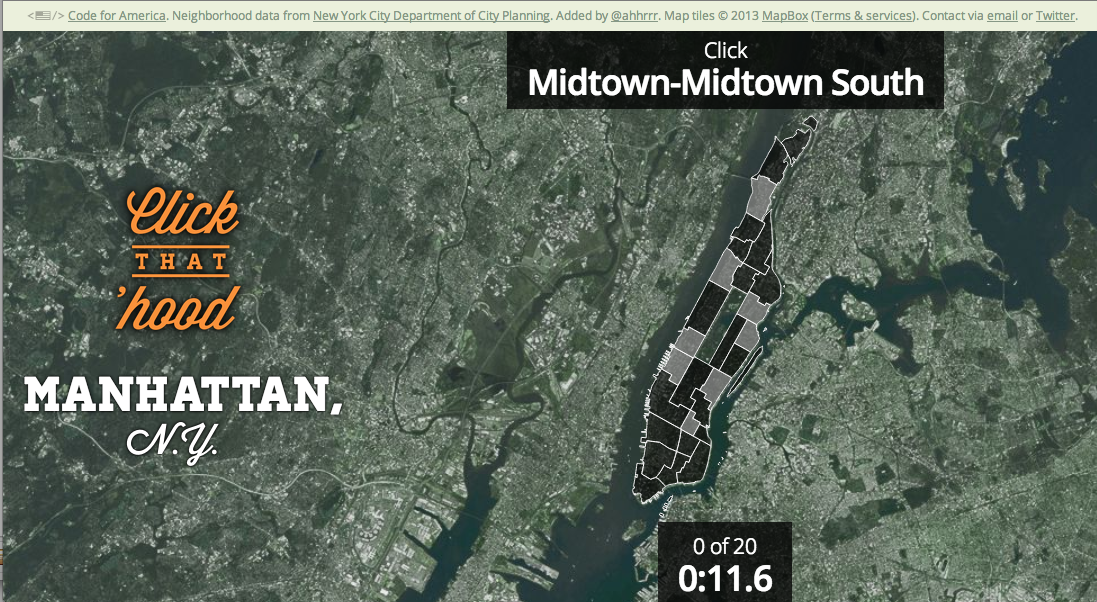 </> Code for America. Neighborhood data from New York City Department of City Planning. Added by @ahhrrr. Map tiles © 2013 MapBox (Terms & services). Contact via email or Twitter.
Click
Midtown-Midtown South
Click
THAT
'hood
MANHATTAN,
N.Y.
0 of 20
0:11.6